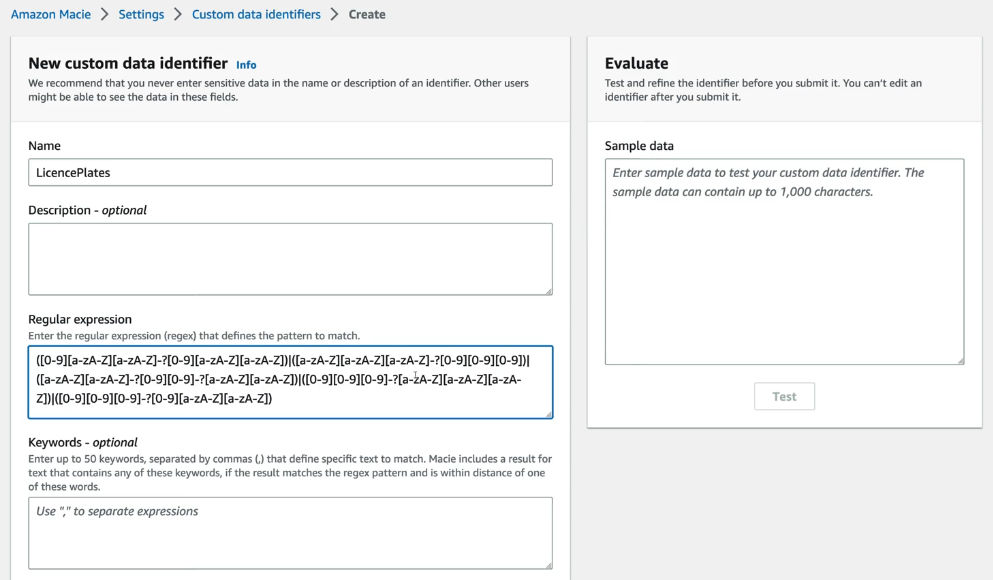 Amazon Macie > Settings > Custom data identifiers > Create
New custom data identifier Info
We recommend that you never enter sensitive data in the name or description of an identifier. Other users
might be able to see the data in these fields.
Name
LicencePlates
Description - optional
Regular expression
Enter the regular expression (regex) that defines the pattern to match.
([0-9][a-zA-Z][a-zA-Z]-?[0-9][a-zA-Z][a-zA-Z])|([a-zA-Z][a-zA-Z][a-zA-Z]-?[0-9][0-9][0-9])|
([a-zA-Z][a-zA-Z]-?[0-9][0-9]-?[a-zA-Z][a-zA-Z])|([0-9][0-9][0-9]-?[a-zA-Z][a-zA-Z][a-zA-
Z])|([0-9][0-9][0-9]-?[0-9][a-zA-Z][a-zA-Z])
Keywords - optional
Enter up to 50 keywords, separated by commas (,) that define specific text to match. Macie includes a result for
text that contains any of these keywords, if the result matches the regex pattern and is within distance of one
of these words.
Use "," to separate expressions
Evaluate
Test and refine the identifier before you submit it. You can't edit an
identifier after you submit it.
Sample data
Enter sample data to test your custom data identifier. The
sample data can contain up to 1,000 characters.
Test